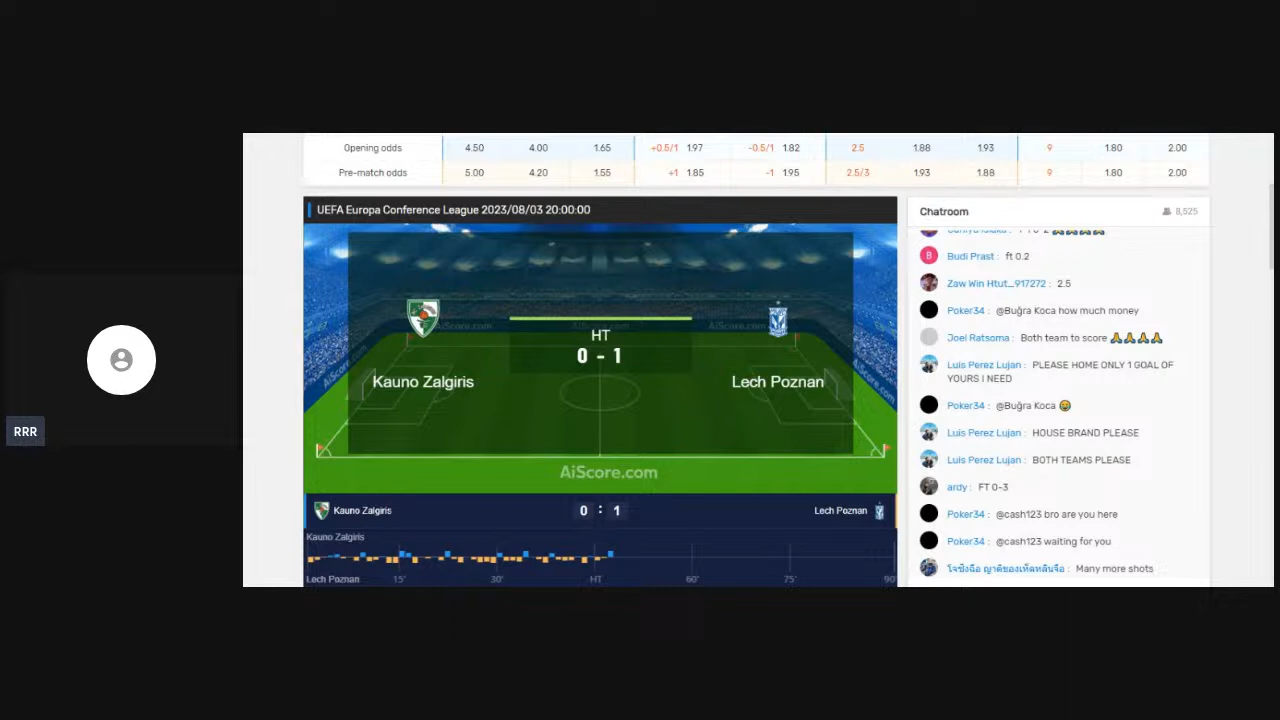 Opening odds 4.50 4.00 1.65 +0.5/1 1.97 -0.5/1 1.82 2.5 1.88 1.93 9 1.80 2.00
Pre-match odds 5.00 4.20 1.55 +1 1.85 -1 1.95 2.5/3 1.93 1.88 9 1.80 2.00
UEFA Europa Conference League 2023/08/03 20:00:00
HT
0 - 1
Kauno Zalgiris
Lech Poznan
AiScore.com
Kauno Zalgiris 0 : 1 Lech Poznan
Kauno Zalgiris
Lech Poznan 15' 30' HT 60' 75' 90'
Chatroom 8,525
B Budi Prast : ft 0.2
Zaw Win Htut_917272 : 2.5
Poker34 : @Buğra Koca how much money
Joel Ratsoma : Both team to score 🙏🙏🙏🙏
Luis Perez Lujan : PLEASE HOME ONLY 1 GOAL OF
YOURS I NEED
Poker34 : @Buğra Koca 😂
Luis Perez Lujan : HOUSE BRAND PLEASE
Luis Perez Lujan : BOTH TEAMS PLEASE
ardy : FT 0-3
Poker34 : @cash123 bro are you here
Poker34 : @cash123 waiting for you
Many more shots
RRR